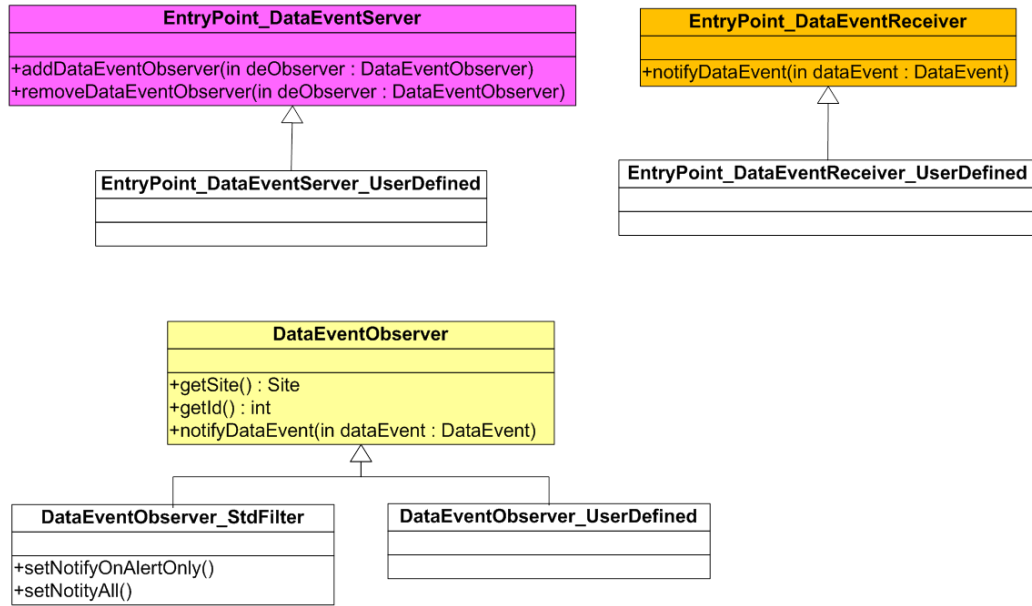 EntryPoint_DataEventServer
+addDataEventObserver(in deObserver : DataEventObserver)
+removeDataEventObserver(in deObserver : DataEventObserver)
EntryPoint_DataEventReceiver
+notifyDataEvent(in dataEvent : DataEvent)
EntryPoint_DataEventServer_UserDefined
EntryPoint_DataEventReceiver_UserDefined
DataEventObserver
+getSite() : Site
+getId() : int
+notifyDataEvent(in dataEvent : DataEvent)
DataEventObserver_StdFilter
+setNotifyOnAlertOnly()
+setNotityAll()
DataEventObserver_UserDefined